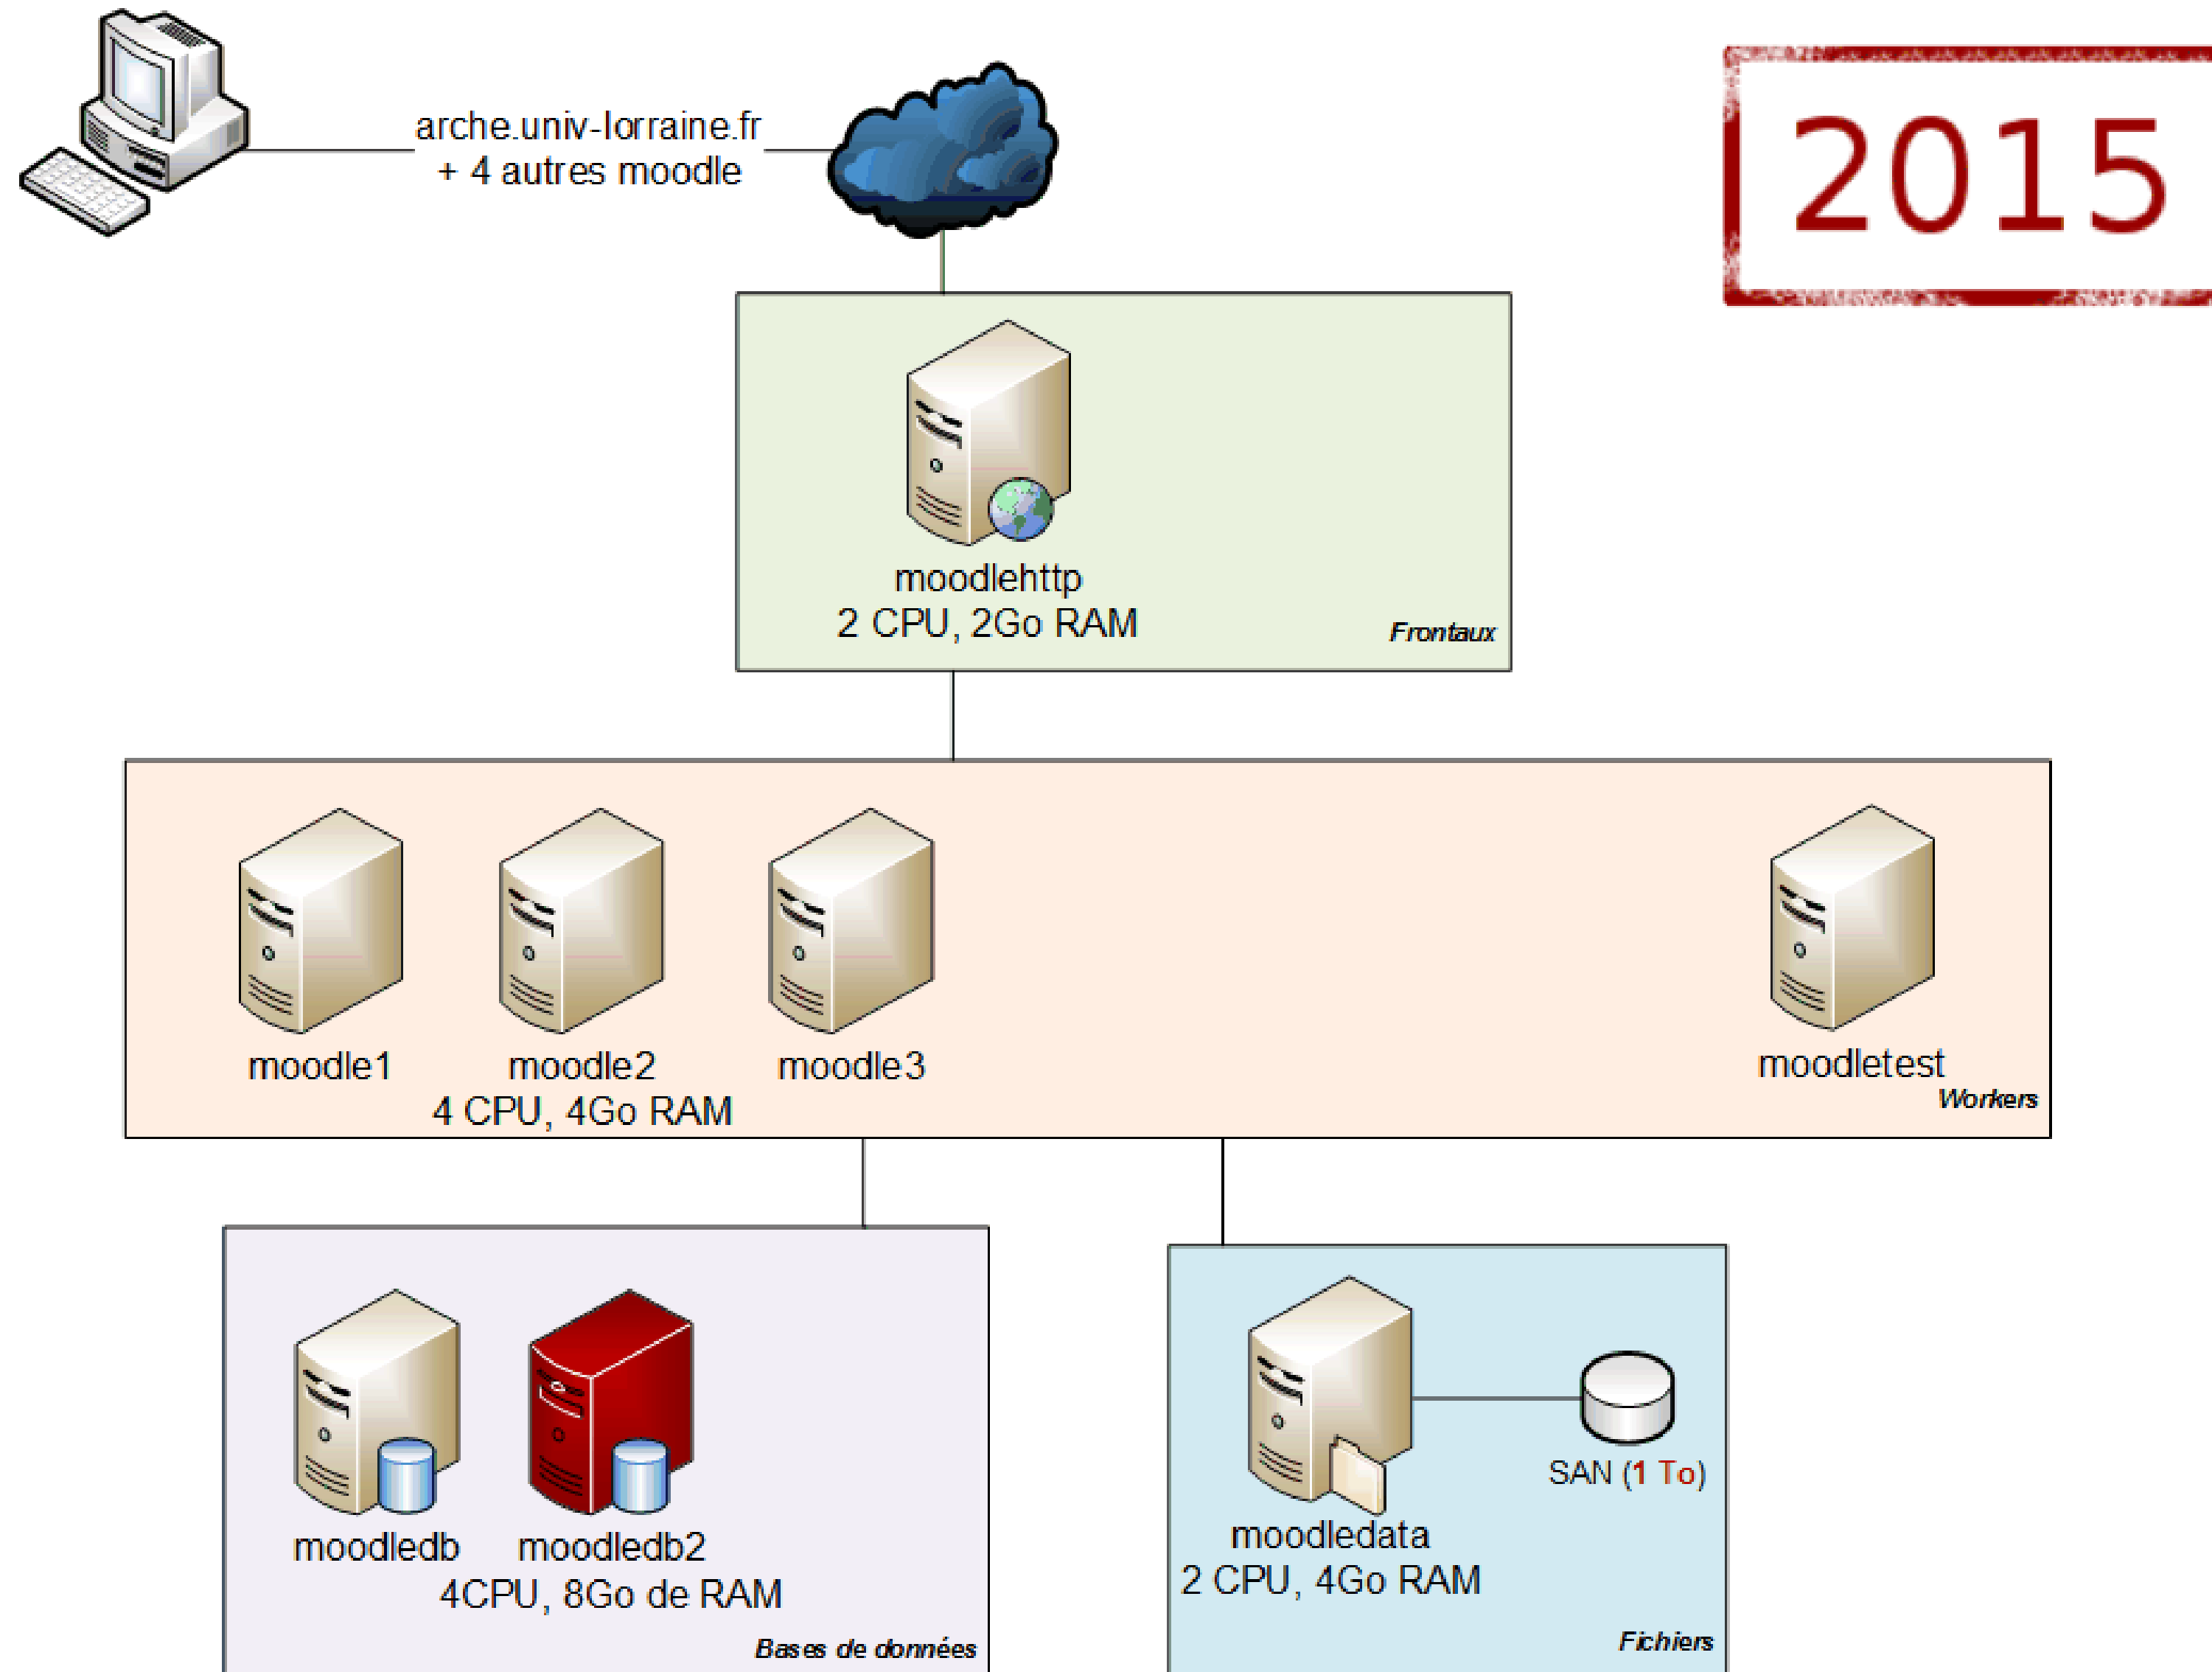 arche.univ-lorraine.fr
+ 4 autres moodle
2015
moodlehttp
2 CPU, 2Go RAM
Frontaux
moodle1
moodle2
moodle3
moodletest
4 CPU, 4Go RAM
Workers
moodledb
moodledb2
4CPU, 8Go de RAM
Bases de données
SAN (1 To)
moodledata
2 CPU, 4Go RAM
Fichiers